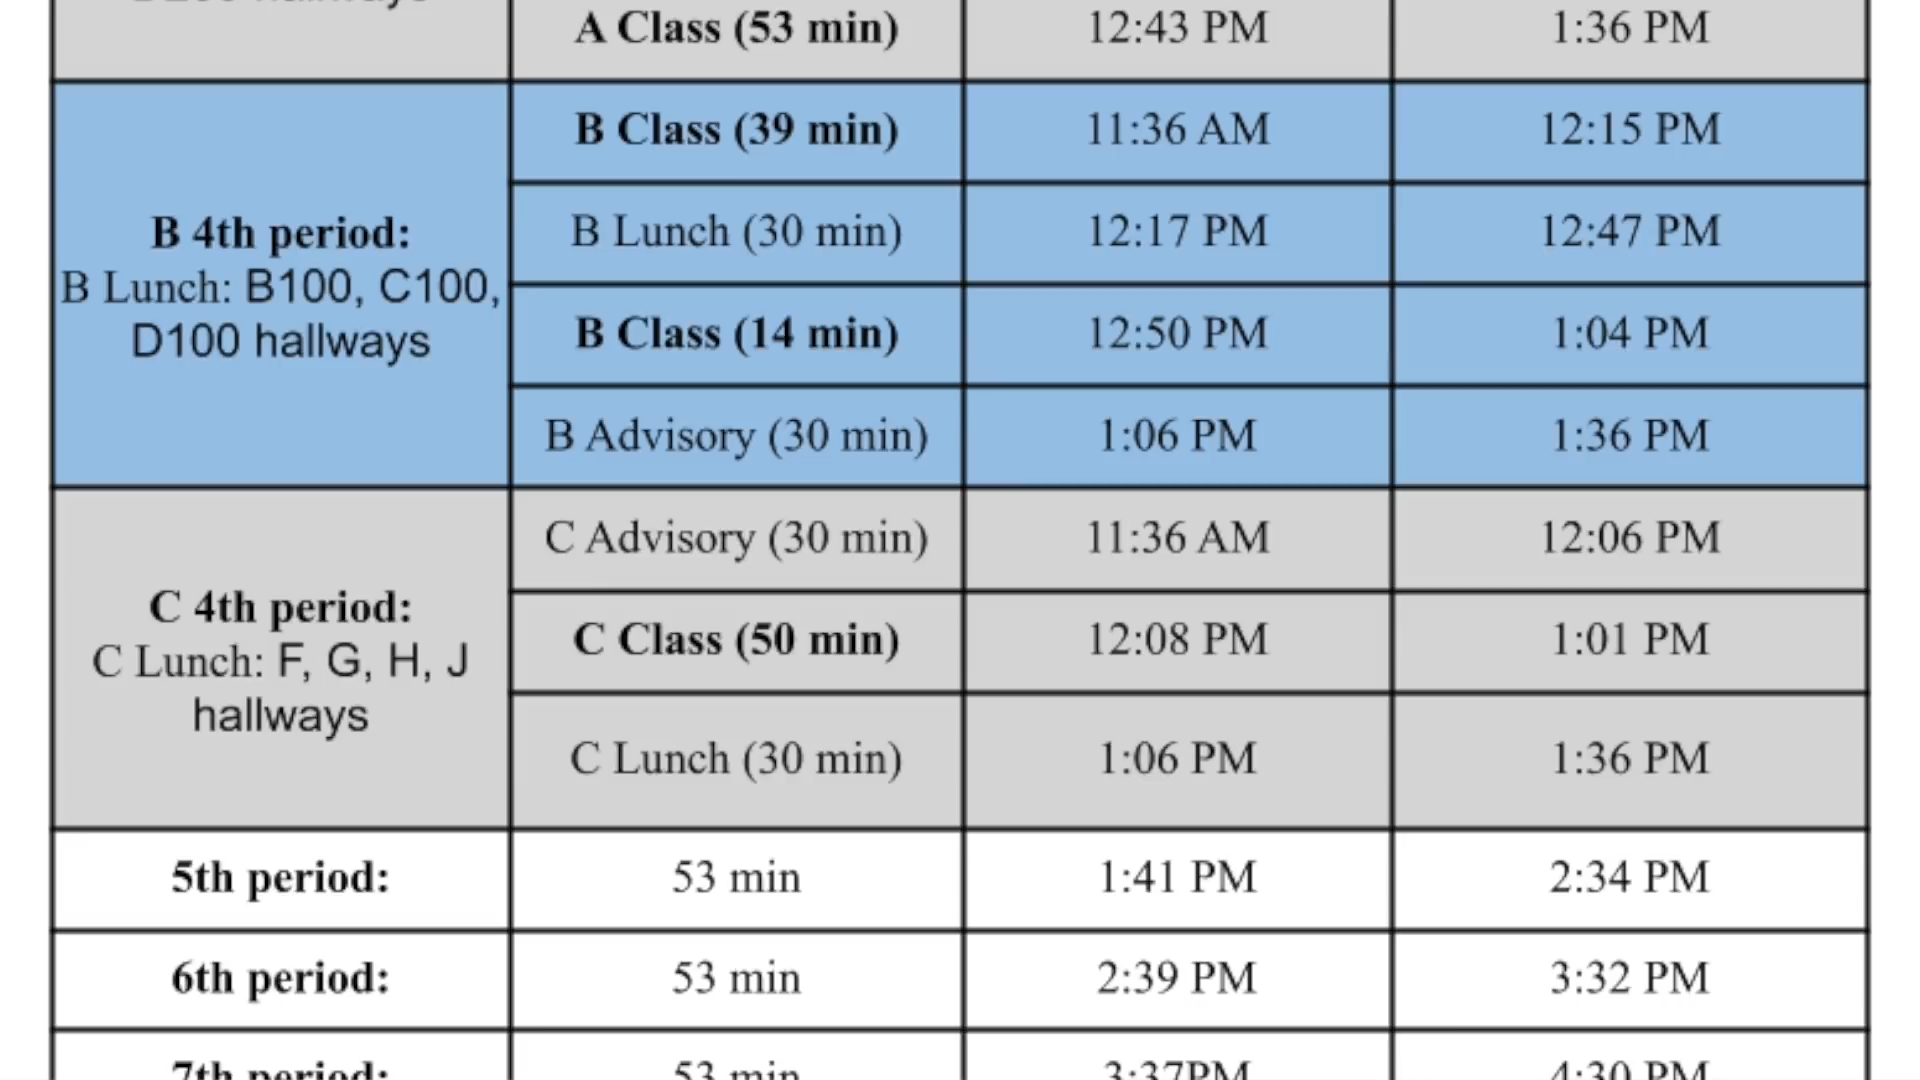 hallways
A Class (53 min) 12:43 PM 1:36 PM
B 4th period:
B Lunch: B100, C100,
D100 hallways
B Class (39 min) 11:36 AM 12:15 PM
B Lunch (30 min) 12:17 PM 12:47 PM
B Class (14 min) 12:50 PM 1:04 PM
B Advisory (30 min) 1:06 PM 1:36 PM
C 4th period:
C Lunch: F, G, H, J
hallways
C Advisory (30 min) 11:36 AM 12:06 PM
C Class (50 min) 12:08 PM 1:01 PM
C Lunch (30 min) 1:06 PM 1:36 PM
5th period: 53 min 1:41 PM 2:34 PM
6th period: 53 min 2:39 PM 3:32 PM
7th period: 53 min 3:37PM 4:30 PM